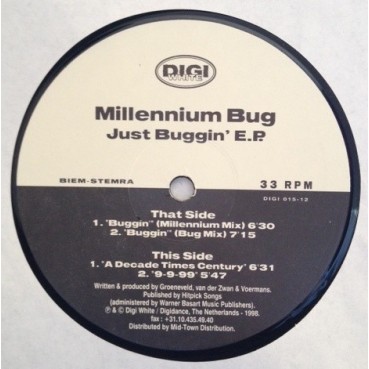 DIGI
WHITE
Millennium Bug
Just Buggin' E.P.
BIEM-STEMRA
33 RPM
DIGI 015-12
That Side
1. 'Buggin'' (Millennium Mix) 6'30
2. 'Buggin'' (Bug Mix) 7'15
This Side
1. 'A Decade Times Century' 6'31
2. '9-9-99' 5'47
Written & produced by Groeneveld, van der Zwan & Voermans.
Published by Hitpick Songs
(administered by Warner Basart Music Publishers).
℗ & © Digi White / Digidance, The Netherlands - 1998.
fax : +31.10.435.49.40
Distributed by Mid-Town Distribution.